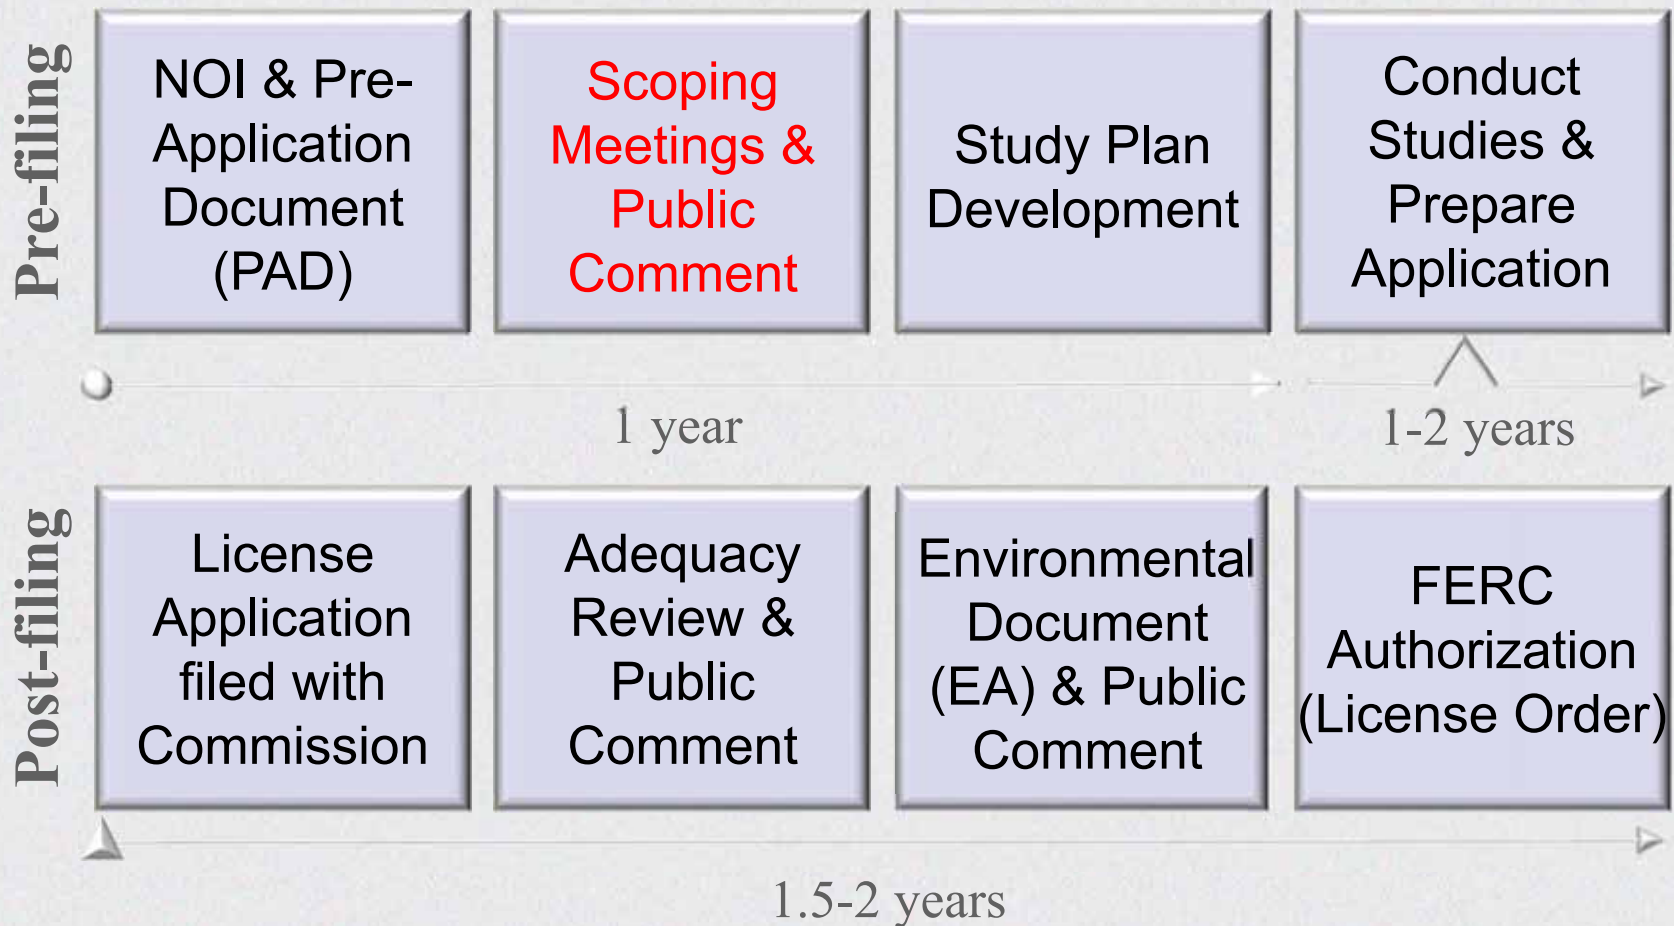 Pre-filing
NOI & Pre-
Application
Document
(PAD)
Scoping
Meetings &
Public
Comment
Study Plan
Development
Conduct
Studies &
Prepare
Application
1 year
1-2 years
Post-filing
License
Application
filed with
Commission
Adequacy
Review &
Public
Comment
Environmental
Document
(EA) & Public
Comment
FERC
Authorization
(License Order)
1.5-2 years